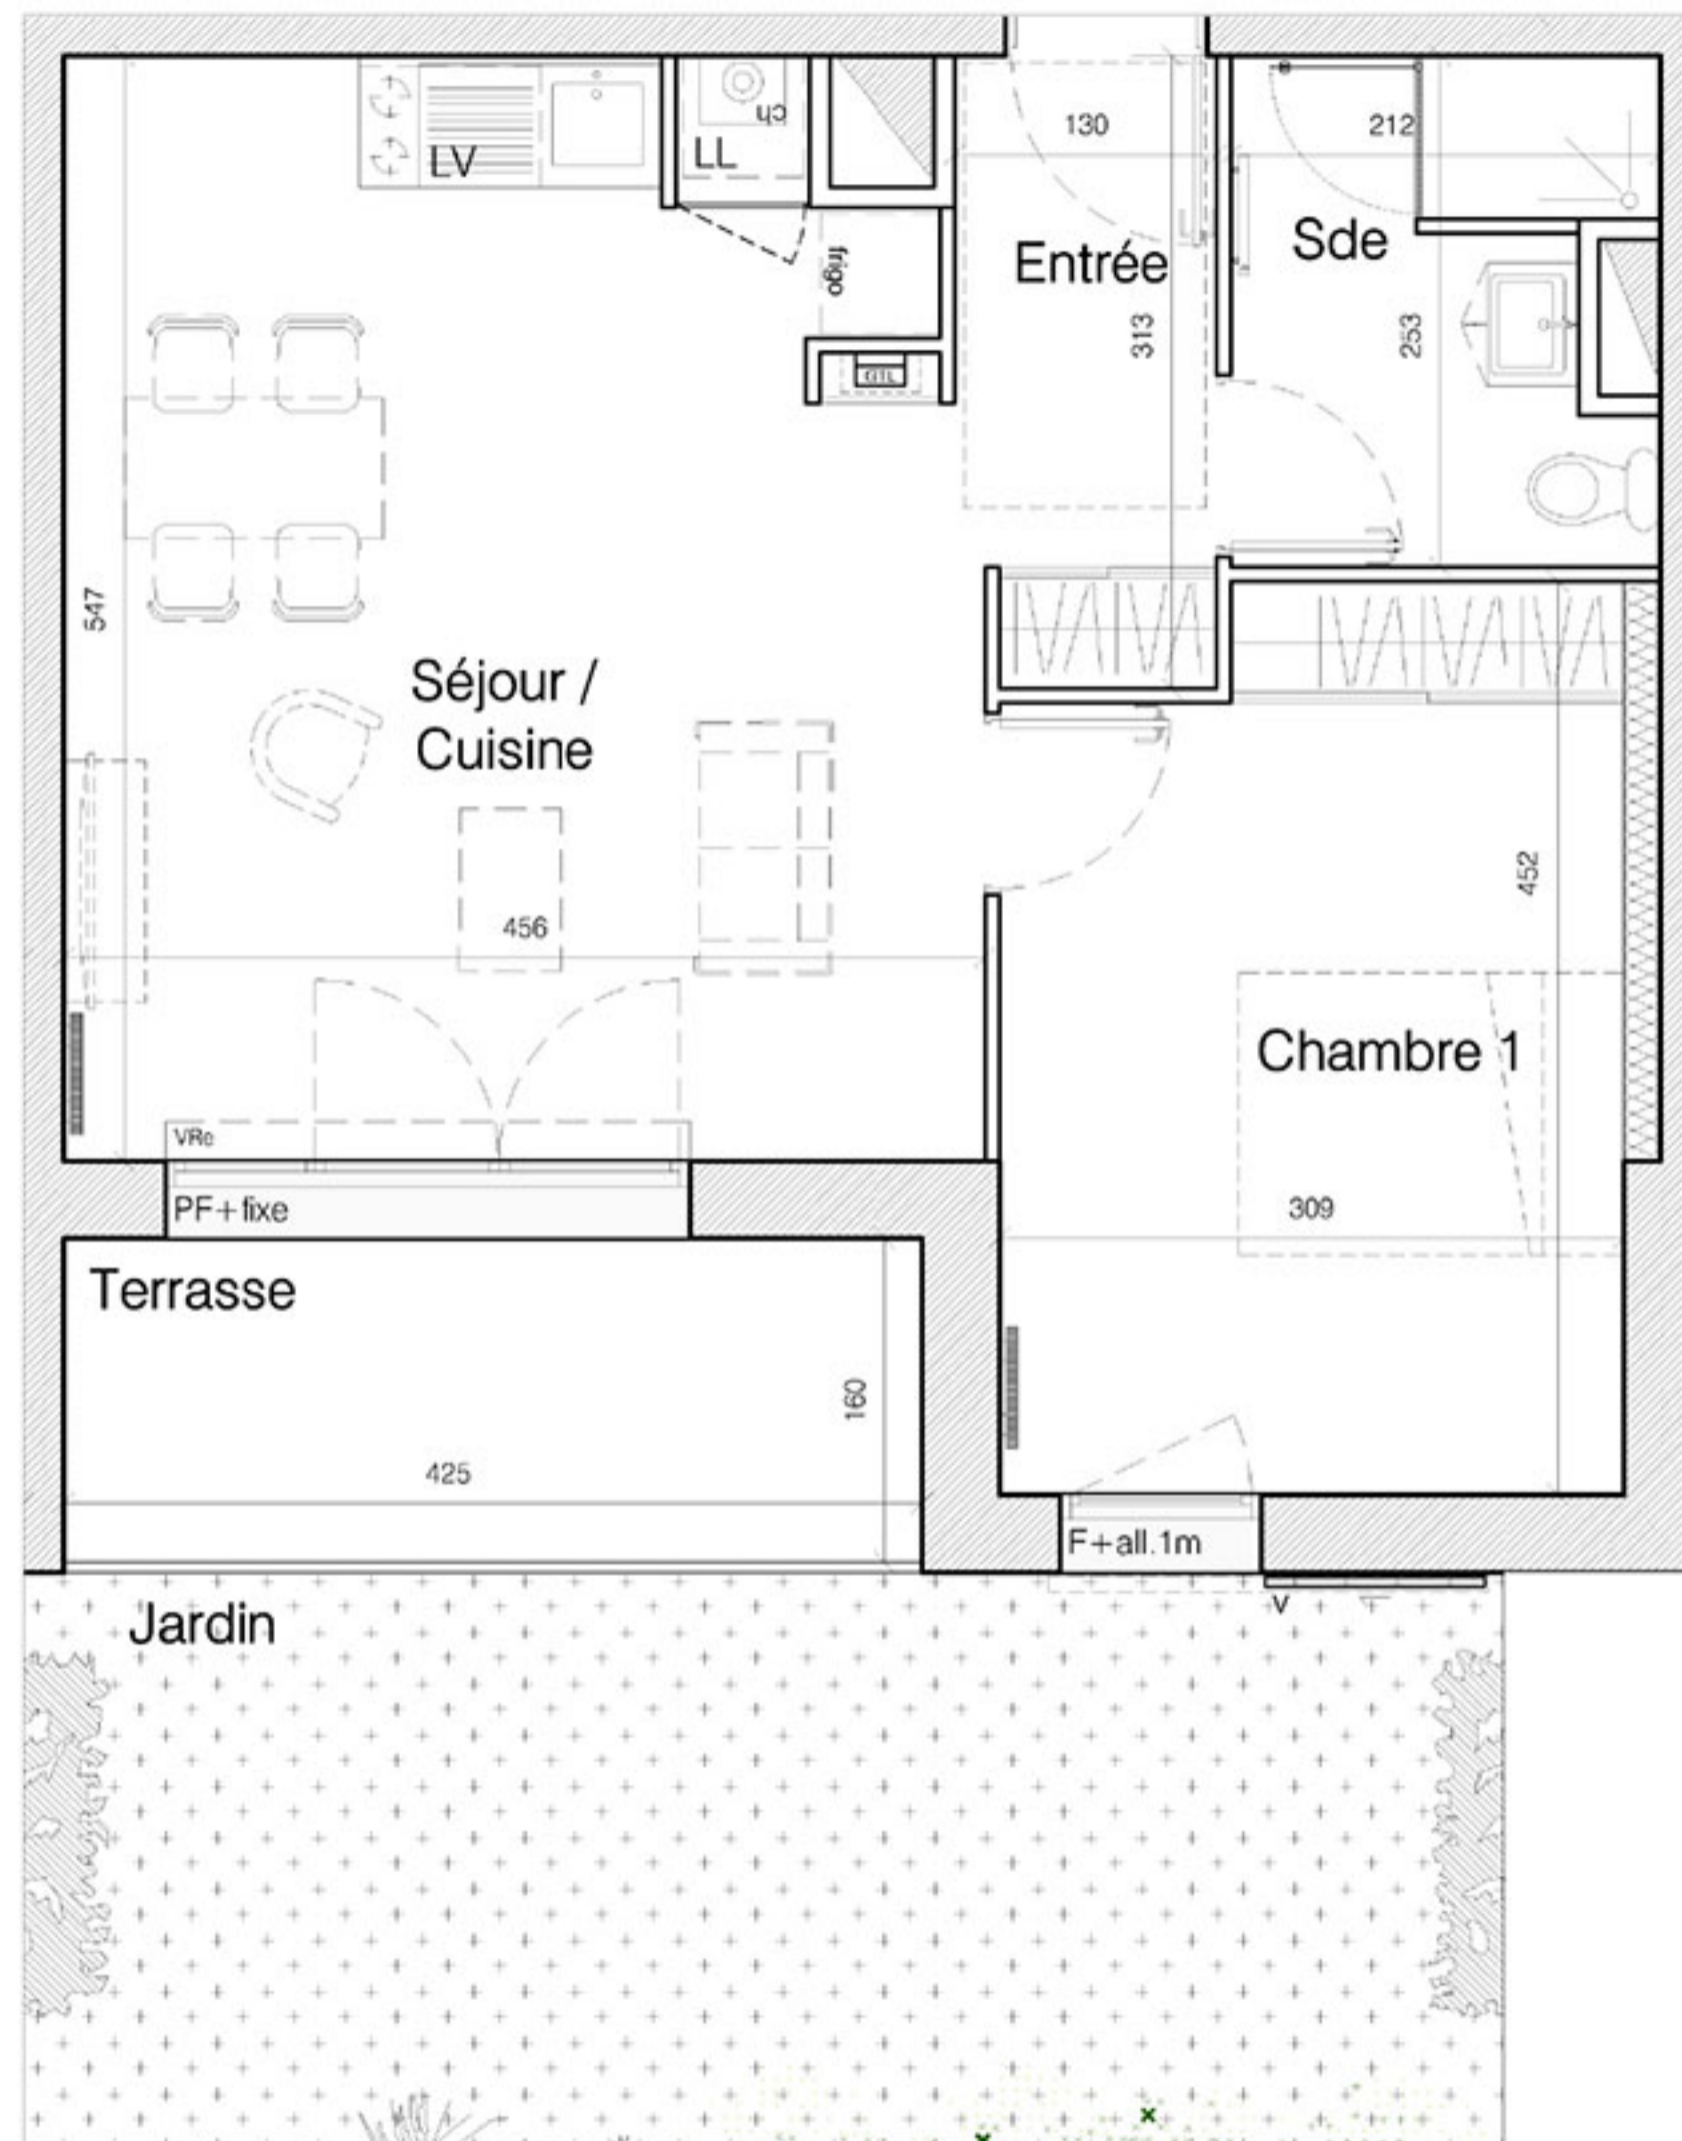 130
212
ch
LV
LL
Entrée
Sde
frigo
313
253
GTL
547
Séjour /
Cuisine
452
456
Chambre 1
VRe
PF+fixe
309
Terrasse
160
425
F+all.1m
V
Jardin